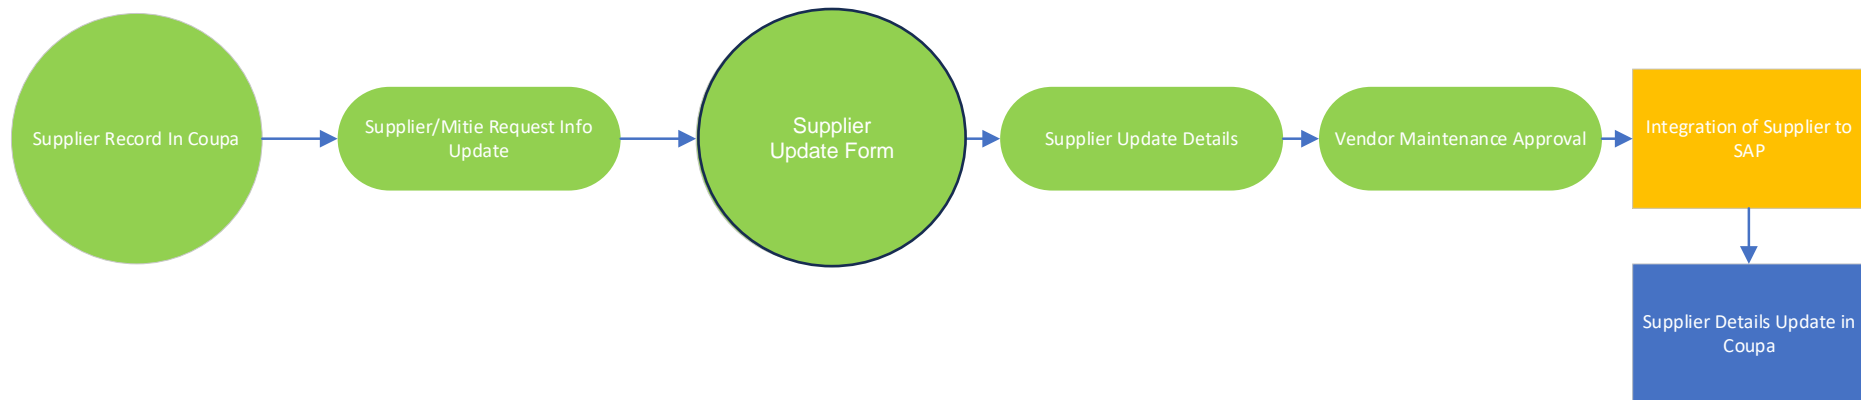 Supplier Record In Coupa
Supplier/Mitie Request Info
Update
Supplier
Update Form
Supplier Update Details
Vendor Maintenance Approval
Integration of Supplier to
SAP
Supplier Details Update in
Coupa